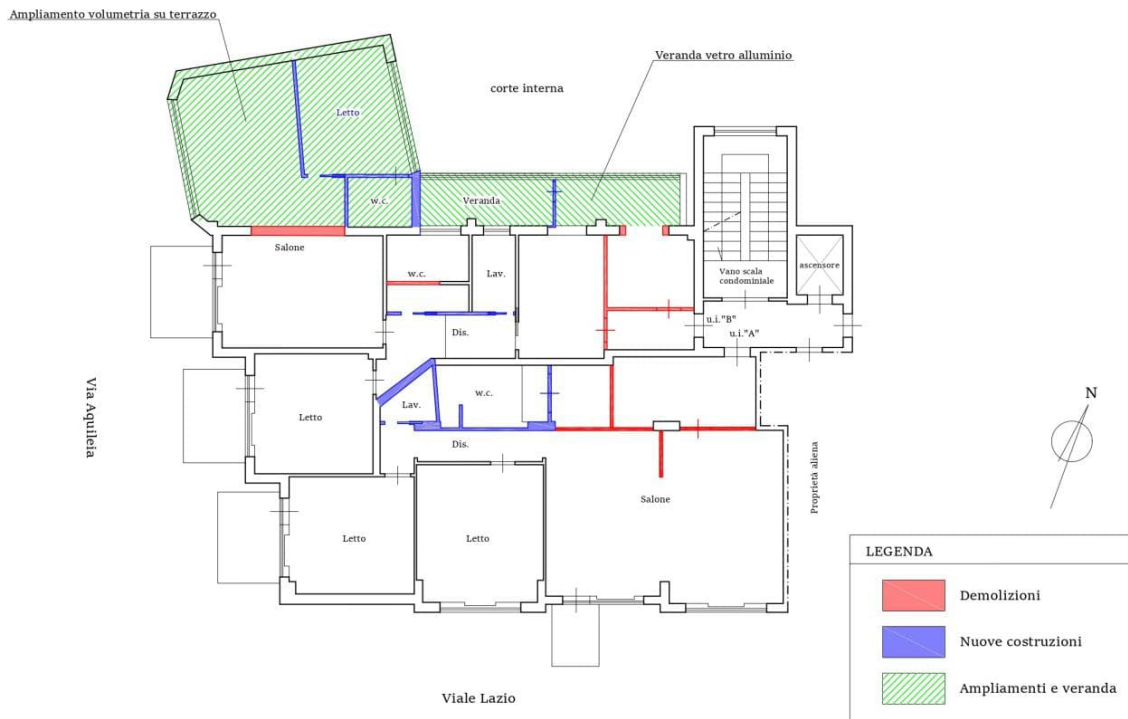 Ampliamento volumetria su terrazzo
Veranda vetro alluminio
corte interna
Letto
w.c.
Veranda
Salone
w.c.
Lav.
Vano scala
condominiale
ascensore
u.i."B"
u.i."A"
Dis.
Via Aquileia
Letto
Lav.
w.c.
Dis.
N
Proprietà aliena
Salone
Letto
Letto
LEGENDA
Demolizioni
Nuove costruzioni
Ampliamenti e veranda
Viale Lazio